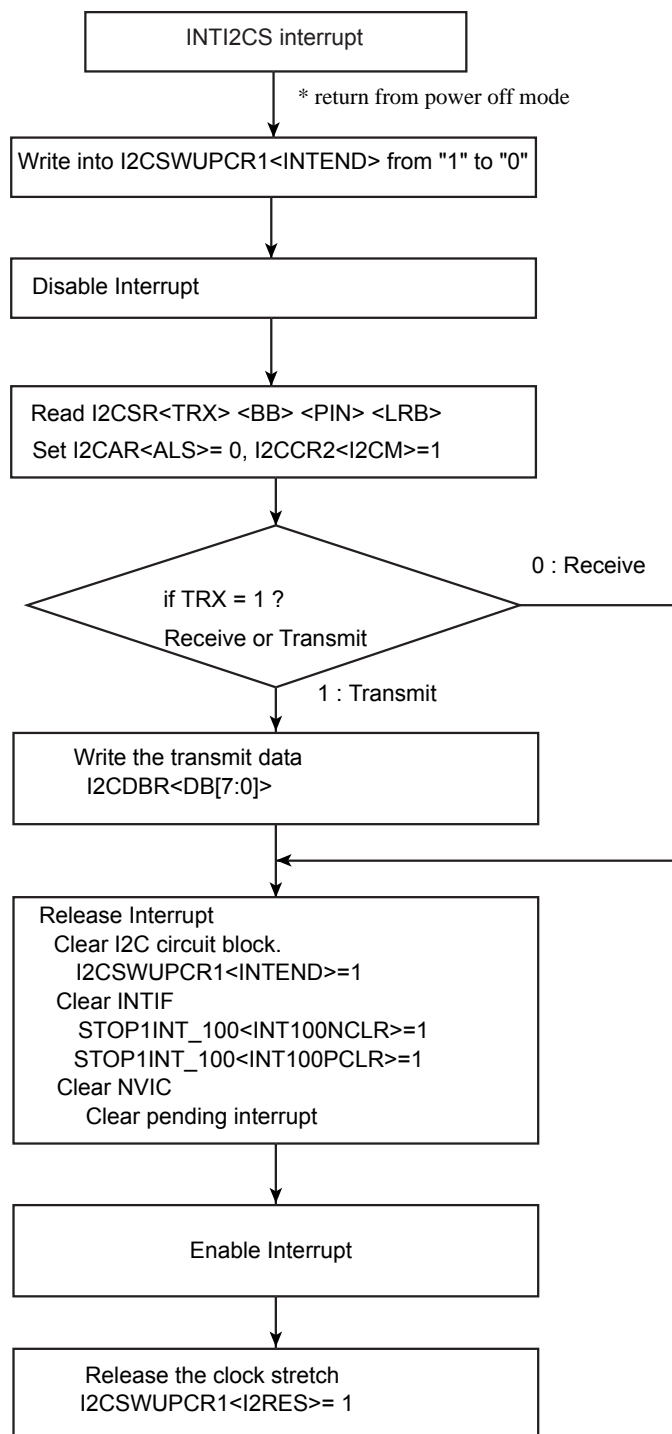 INTI2CS interrupt
* return from power off mode
Write into I2CSWUPCR1<INTEND> from "1" to "0"
Disable Interrupt
Read I2CSR<TRX> <BB> <PIN> <LRB>
Set I2CAR<ALS>= 0, I2CCR2<I2CM>=1
0 : Receive
if TRX = 1 ?
Receive or Transmit
1 : Transmit
Write the transmit data
I2CDBR<DB[7:0]>
Release Interrupt
Clear I2C circuit block.
I2CSWUPCR1<INTEND>=1
Clear INTIF
STOP1INT_100<INT100NCLR>=1
STOP1INT_100<INT100PCLR>=1
Clear NVIC
Clear pending interrupt
Enable Interrupt
Release the clock stretch
I2CSWUPCR1<I2RES>= 1